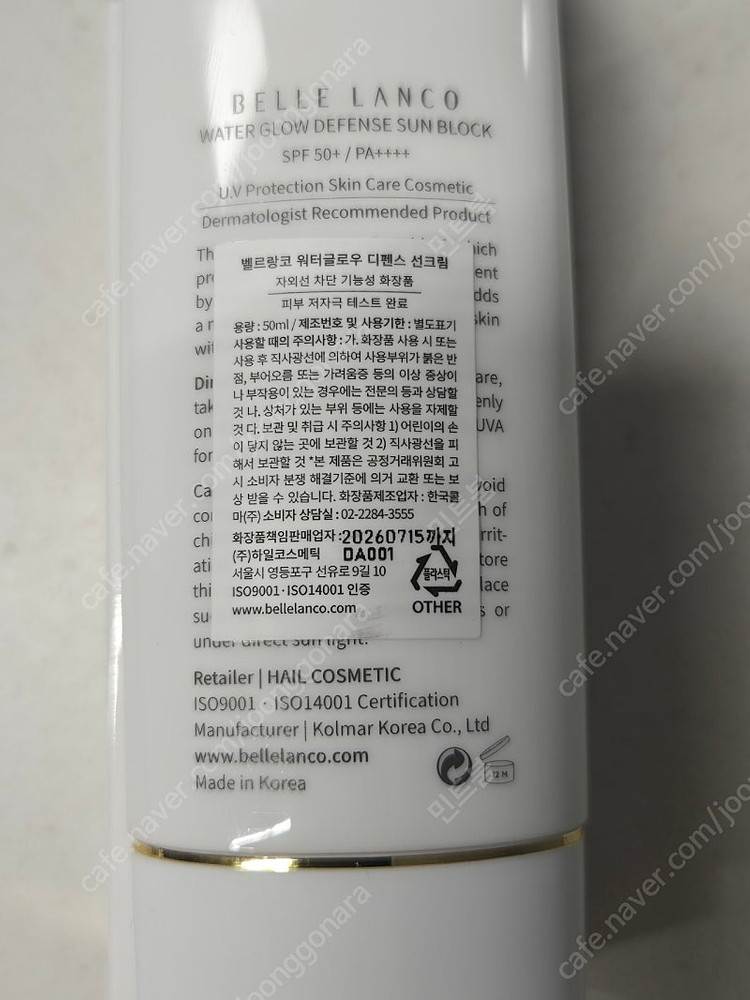 BELLE LANCO
WATER GLOW DEFENSE SUN BLOCK
SPF 50+ / PA++++
U.V Protection Skin Care Cosmetic
Dermatologist Recommended Product
벨르랑코 워터글로우 디펜스 선크림
자외선 차단 기능성 화장품
피부 저자극 테스트 완료
용량 : 50ml / 제조번호 및 사용기한 : 별도표기
사용할 때의 주의사항 : 가. 화장품 사용 시 또는
사용 후 직사광선에 의하여 사용부위가 붉은 반
점, 부어오름 또는 가려움증 등의 이상 증상이
나 부작용이 있는 경우에는 전문의 등과 상담할
것 나. 상처가 있는 부위 등에는 사용을 자제할
것 다. 보관 및 취급 시 주의사항 1) 어린이의 손
이 닿지 않는 곳에 보관할 것 2) 직사광선을 피
해서 보관할 것 *본 제품은 공정거래위원회 고
시 소비자 분쟁 해결기준에 의거 교환 또는 보
상 받을 수 있습니다. 화장품제조업자 : 한국콜
마(주) 소비자 상담실 : 02-2284-3555
화장품책임판매업자 : 20260715까지
(주)하일코스메틱 DA001
서울시 영등포구 선유로 9길 10
ISO9001·ISO14001 인증
www.bellelanco.com
플라스틱
OTHER
under direct sun light.
Retailer | HAIL COSMETIC
ISO9001 · ISO14001 Certification
Manufacturer | Kolmar Korea Co., Ltd
www.bellelanco.com
Made in Korea
12 M
cafe.naver.com/joonggonara
민트블